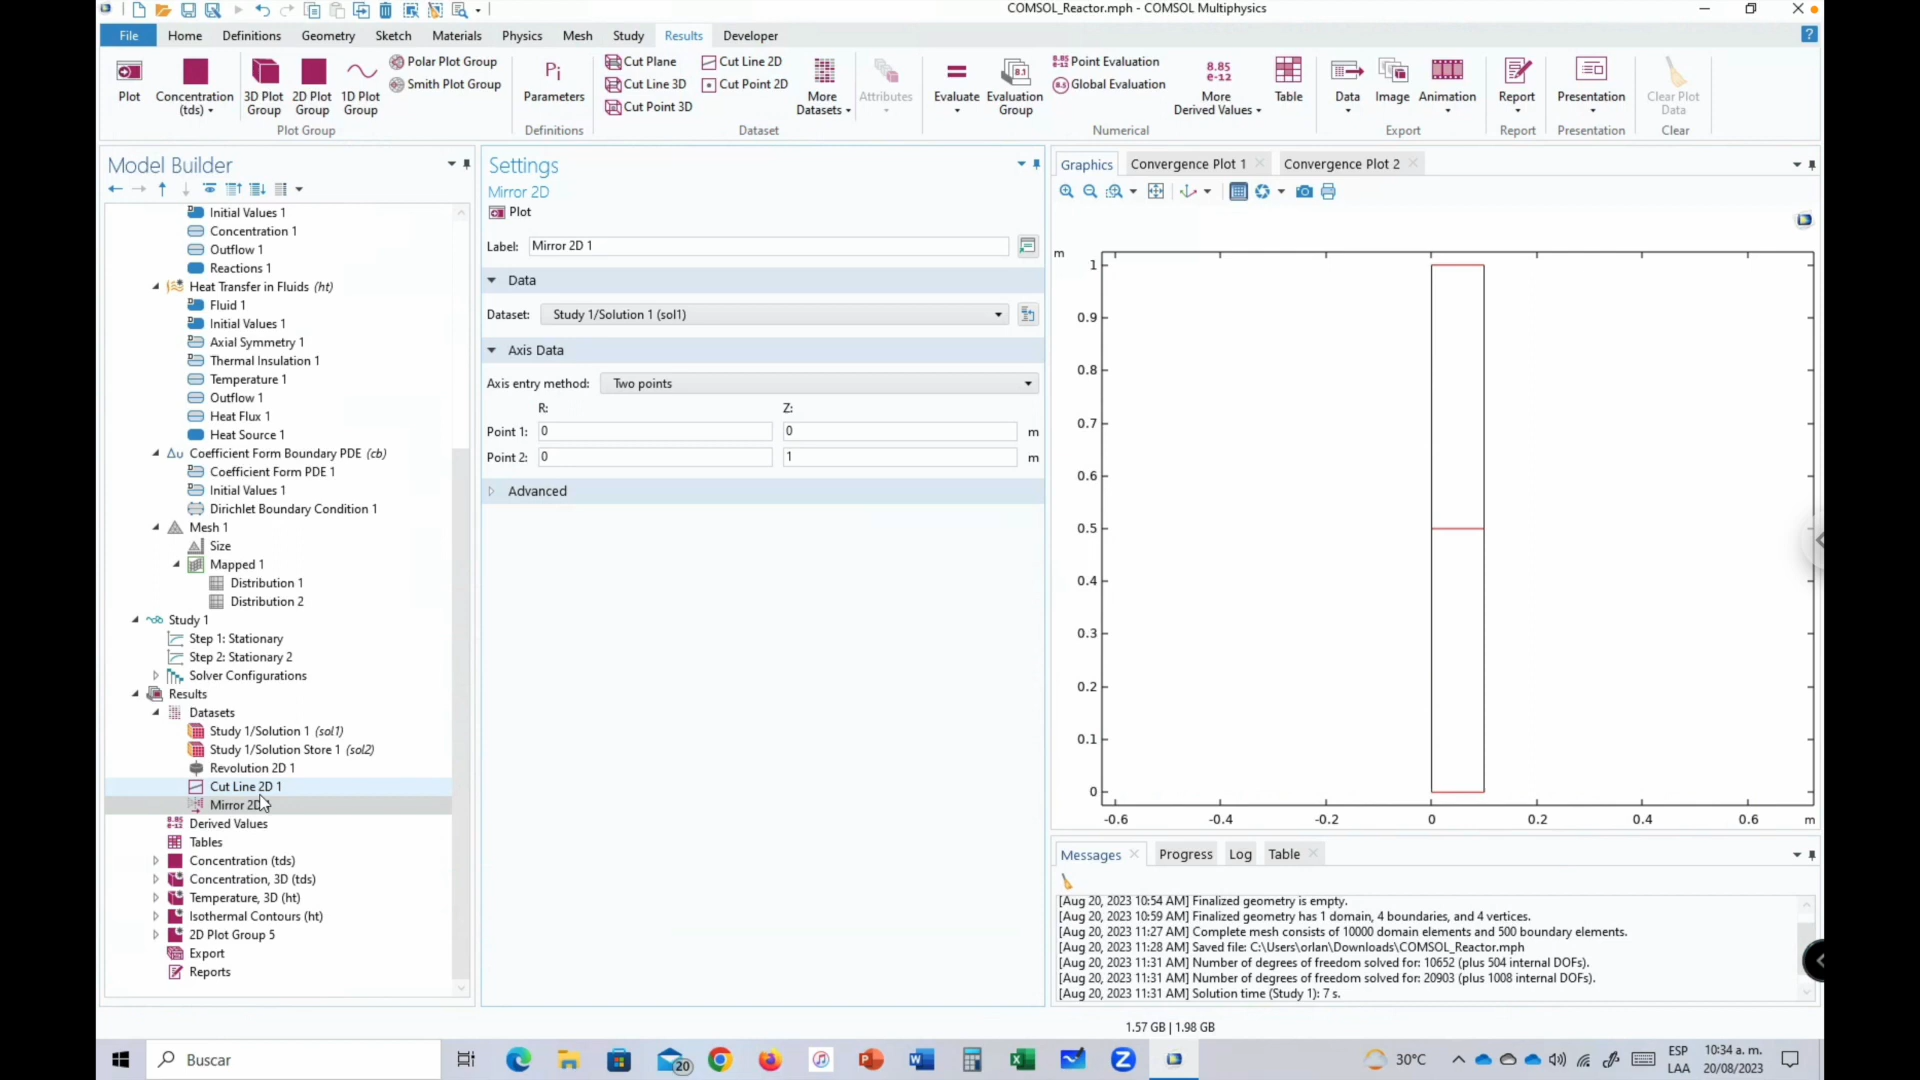 COMSOL_Reactor.mph - COMSOL Multiphysics
File Home Definitions Geometry Sketch Materials Physics Mesh Study Results Developer
Plot
Concentration (tds)
3D Plot Group
2D Plot Group
1D Plot Group
Polar Plot Group
Smith Plot Group
Plot Group
Pi
Parameters
Definitions
Cut Plane
Cut Line 3D
Cut Point 3D
Cut Line 2D
Cut Point 2D
More Datasets
Dataset
Attributes
Evaluate
Evaluation Group
8.85 e-12 Point Evaluation
8.5 Global Evaluation
8.85 e-12
More Derived Values
Table
Numerical
Data
Image
Animation
Export
Report
Report
Presentation
Presentation
Clear Plot Data
Clear
Model Builder
Initial Values 1
Concentration 1
Outflow 1
Reactions 1
Heat Transfer in Fluids (ht)
Fluid 1
Initial Values 1
Axial Symmetry 1
Thermal Insulation 1
Temperature 1
Outflow 1
Heat Flux 1
Heat Source 1
Δu Coefficient Form Boundary PDE (cb)
Coefficient Form PDE 1
Initial Values 1
Dirichlet Boundary Condition 1
Mesh 1
Size
Mapped 1
Distribution 1
Distribution 2
Study 1
Step 1: Stationary
Step 2: Stationary 2
Solver Configurations
Results
Datasets
Study 1/Solution 1 (sol1)
Study 1/Solution Store 1 (sol2)
Revolution 2D 1
Cut Line 2D 1
Mirror 2D
8.85 e-12 Derived Values
Tables
Concentration (tds)
Concentration, 3D (tds)
Temperature, 3D (ht)
Isothermal Contours (ht)
2D Plot Group 5
Export
Reports
Settings
Mirror 2D
Plot
Label: Mirror 2D 1
Data
Dataset: Study 1/Solution 1 (sol1)
Axis Data
Axis entry method: Two points
R: Z:
Point 1: 0 0 m
Point 2: 0 1 m
Advanced
Graphics Convergence Plot 1 Convergence Plot 2
m
1
0.9
0.8
0.7
0.6
0.5
0.4
0.3
0.2
0.1
0
-0.6 -0.4 -0.2 0 0.2 0.4 0.6 m
Messages Progress Log Table
[Aug 20, 2023 10:54 AM] Finalized geometry is empty.
[Aug 20, 2023 10:59 AM] Finalized geometry has 1 domain, 4 boundaries, and 4 vertices.
[Aug 20, 2023 11:27 AM] Complete mesh consists of 10000 domain elements and 500 boundary elements.
[Aug 20, 2023 11:28 AM] Saved file: C:\Users\orlan\Downloads\COMSOL_Reactor.mph
[Aug 20, 2023 11:31 AM] Number of degrees of freedom solved for: 10652 (plus 504 internal DOFs).
[Aug 20, 2023 11:31 AM] Number of degrees of freedom solved for: 20903 (plus 1008 internal DOFs).
[Aug 20, 2023 11:31 AM] Solution time (Study 1): 7 s.
1.57 GB | 1.98 GB
Buscar
20
30°C
ESP
LAA
10:34 a. m.
20/08/2023